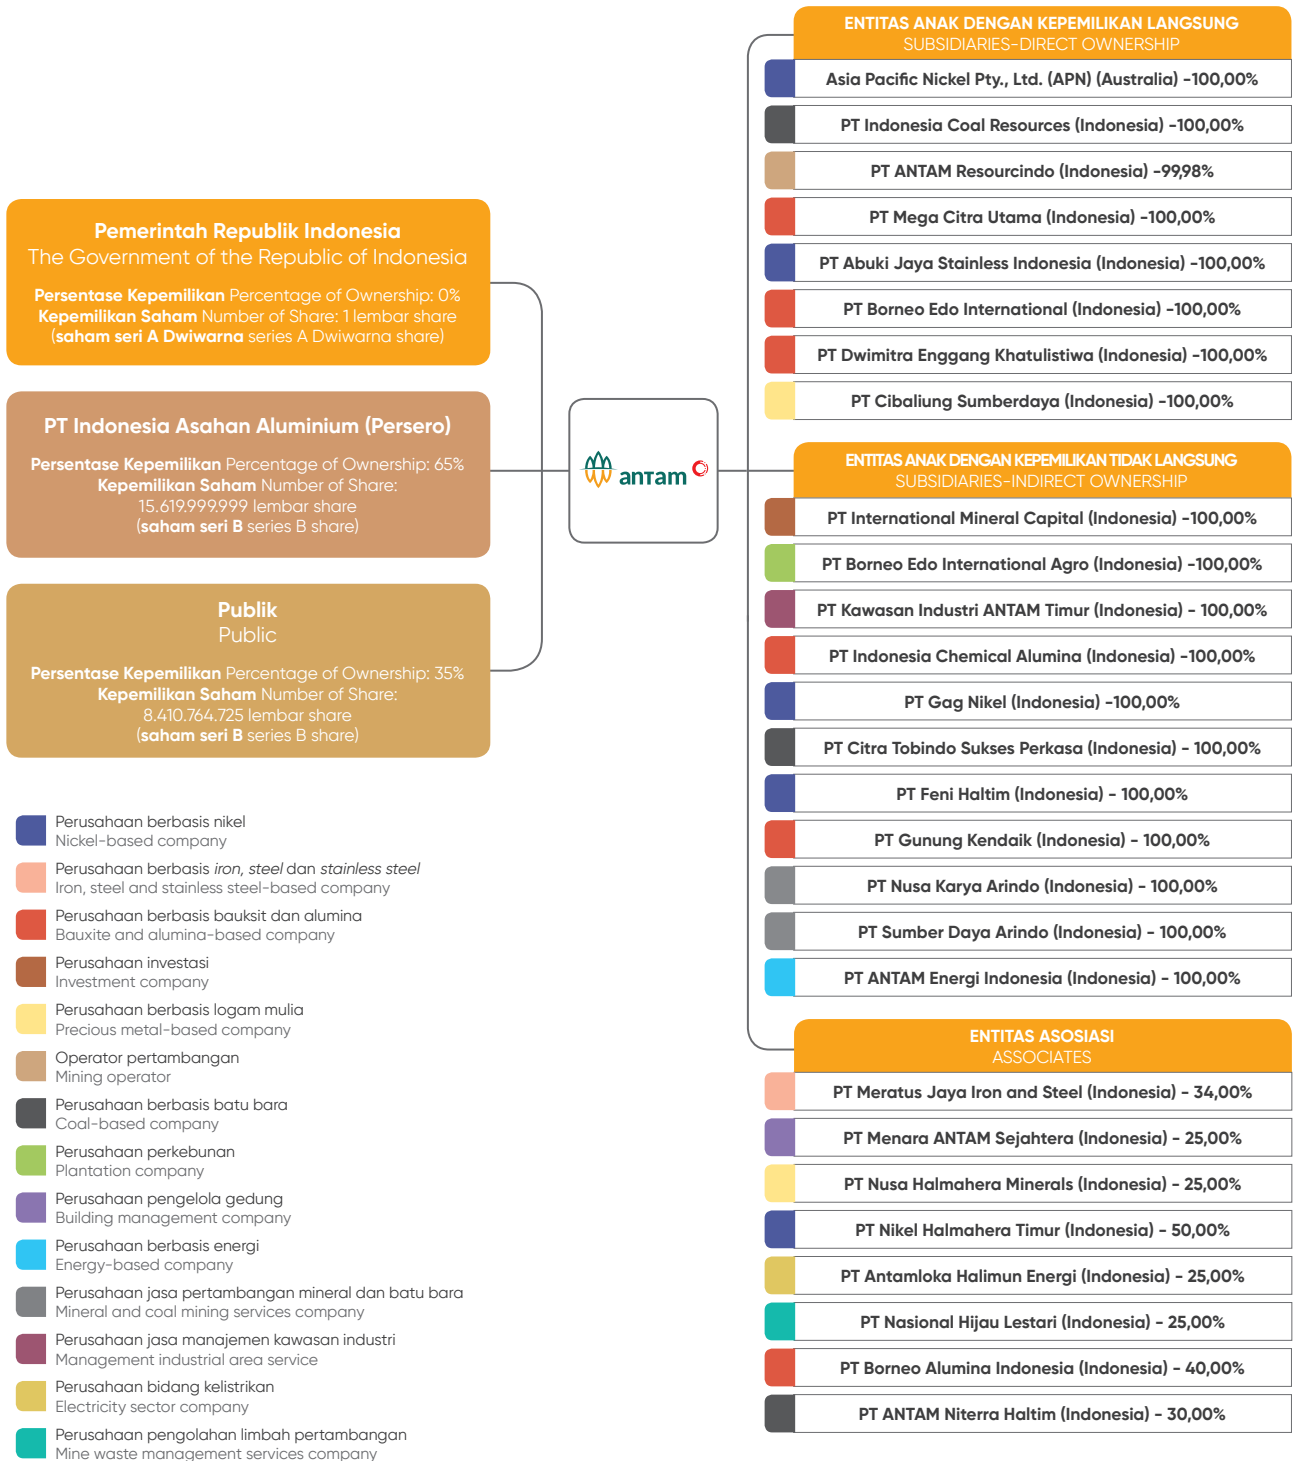 Pemerintah Republik Indonesia
The Government of the Republic of Indonesia
Persentase Kepemilikan Percentage of Ownership: 0%
Kepemilikan Saham Number of Share: 1 lembar share
(saham seri A Dwiwarna series A Dwiwarna share)
PT Indonesia Asahan Aluminium (Persero)
Persentase Kepemilikan Percentage of Ownership: 65%
Kepemilikan Saham Number of Share:
15.619.999.999 lembar share
(saham seri B series B share)
Publik
Public
Persentase Kepemilikan Percentage of Ownership: 35%
Kepemilikan Saham Number of Share:
8.410.764.725 lembar share
(saham seri B series B share)
antam
ENTITAS ANAK DENGAN KEPEMILIKAN LANGSUNG
SUBSIDIARIES-DIRECT OWNERSHIP
Asia Pacific Nickel Pty., Ltd. (APN) (Australia) -100,00%
PT Indonesia Coal Resources (Indonesia) -100,00%
PT ANTAM Resourcindo (Indonesia) -99,98%
PT Mega Citra Utama (Indonesia) -100,00%
PT Abuki Jaya Stainless Indonesia (Indonesia) -100,00%
PT Borneo Edo International (Indonesia) -100,00%
PT Dwimitra Enggang Khatulistiwa (Indonesia) -100,00%
PT Cibaliung Sumberdaya (Indonesia) -100,00%
ENTITAS ANAK DENGAN KEPEMILIKAN TIDAK LANGSUNG
SUBSIDIARIES-INDIRECT OWNERSHIP
PT International Mineral Capital (Indonesia) -100,00%
PT Borneo Edo International Agro (Indonesia) -100,00%
PT Kawasan Industri ANTAM Timur (Indonesia) - 100,00%
PT Indonesia Chemical Alumina (Indonesia) -100,00%
PT Gag Nikel (Indonesia) -100,00%
PT Citra Tobindo Sukses Perkasa (Indonesia) - 100,00%
PT Feni Haltim (Indonesia) - 100,00%
PT Gunung Kendaik (Indonesia) - 100,00%
PT Nusa Karya Arindo (Indonesia) - 100,00%
PT Sumber Daya Arindo (Indonesia) - 100,00%
PT ANTAM Energi Indonesia (Indonesia) - 100,00%
ENTITAS ASOSIASI
ASSOCIATES
PT Meratus Jaya Iron and Steel (Indonesia) - 34,00%
PT Menara ANTAM Sejahtera (Indonesia) - 25,00%
PT Nusa Halmahera Minerals (Indonesia) - 25,00%
PT Nikel Halmahera Timur (Indonesia) - 50,00%
PT Antamloka Halimun Energi (Indonesia) - 25,00%
PT Nasional Hijau Lestari (Indonesia) - 25,00%
PT Borneo Alumina Indonesia (Indonesia) - 40,00%
PT ANTAM Niterra Haltim (Indonesia) - 30,00%
Perusahaan berbasis nikel
Nickel-based company
Perusahaan berbasis iron, steel dan stainless steel
Iron, steel and stainless steel-based company
Perusahaan berbasis bauksit dan alumina
Bauxite and alumina-based company
Perusahaan investasi
Investment company
Perusahaan berbasis logam mulia
Precious metal-based company
Operator pertambangan
Mining operator
Perusahaan berbasis batu bara
Coal-based company
Perusahaan perkebunan
Plantation company
Perusahaan pengelola gedung
Building management company
Perusahaan berbasis energi
Energy-based company
Perusahaan jasa pertambangan mineral dan batu bara
Mineral and coal mining services company
Perusahaan jasa manajemen kawasan industri
Management industrial area service
Perusahaan bidang kelistrikan
Electricity sector company
Perusahaan pengolahan limbah pertambangan
Mine waste management services company